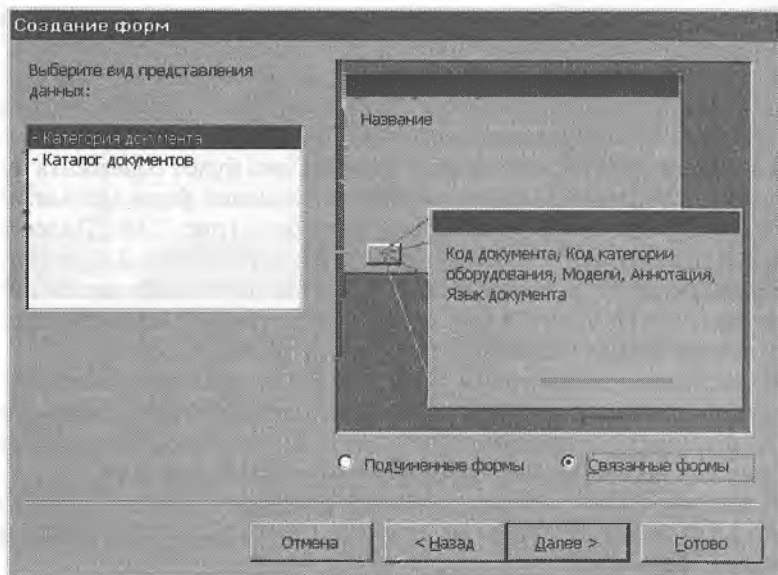 Создание форм
Выберите вид представления
данных:
- Категория документа
- Каталог документов
Название
Код документа, Код категории
оборудования, Модели, Аннотация,
Язык документа
Подчиненные формы
Связанные формы
Отмена
< Назад
Далее >
Готово